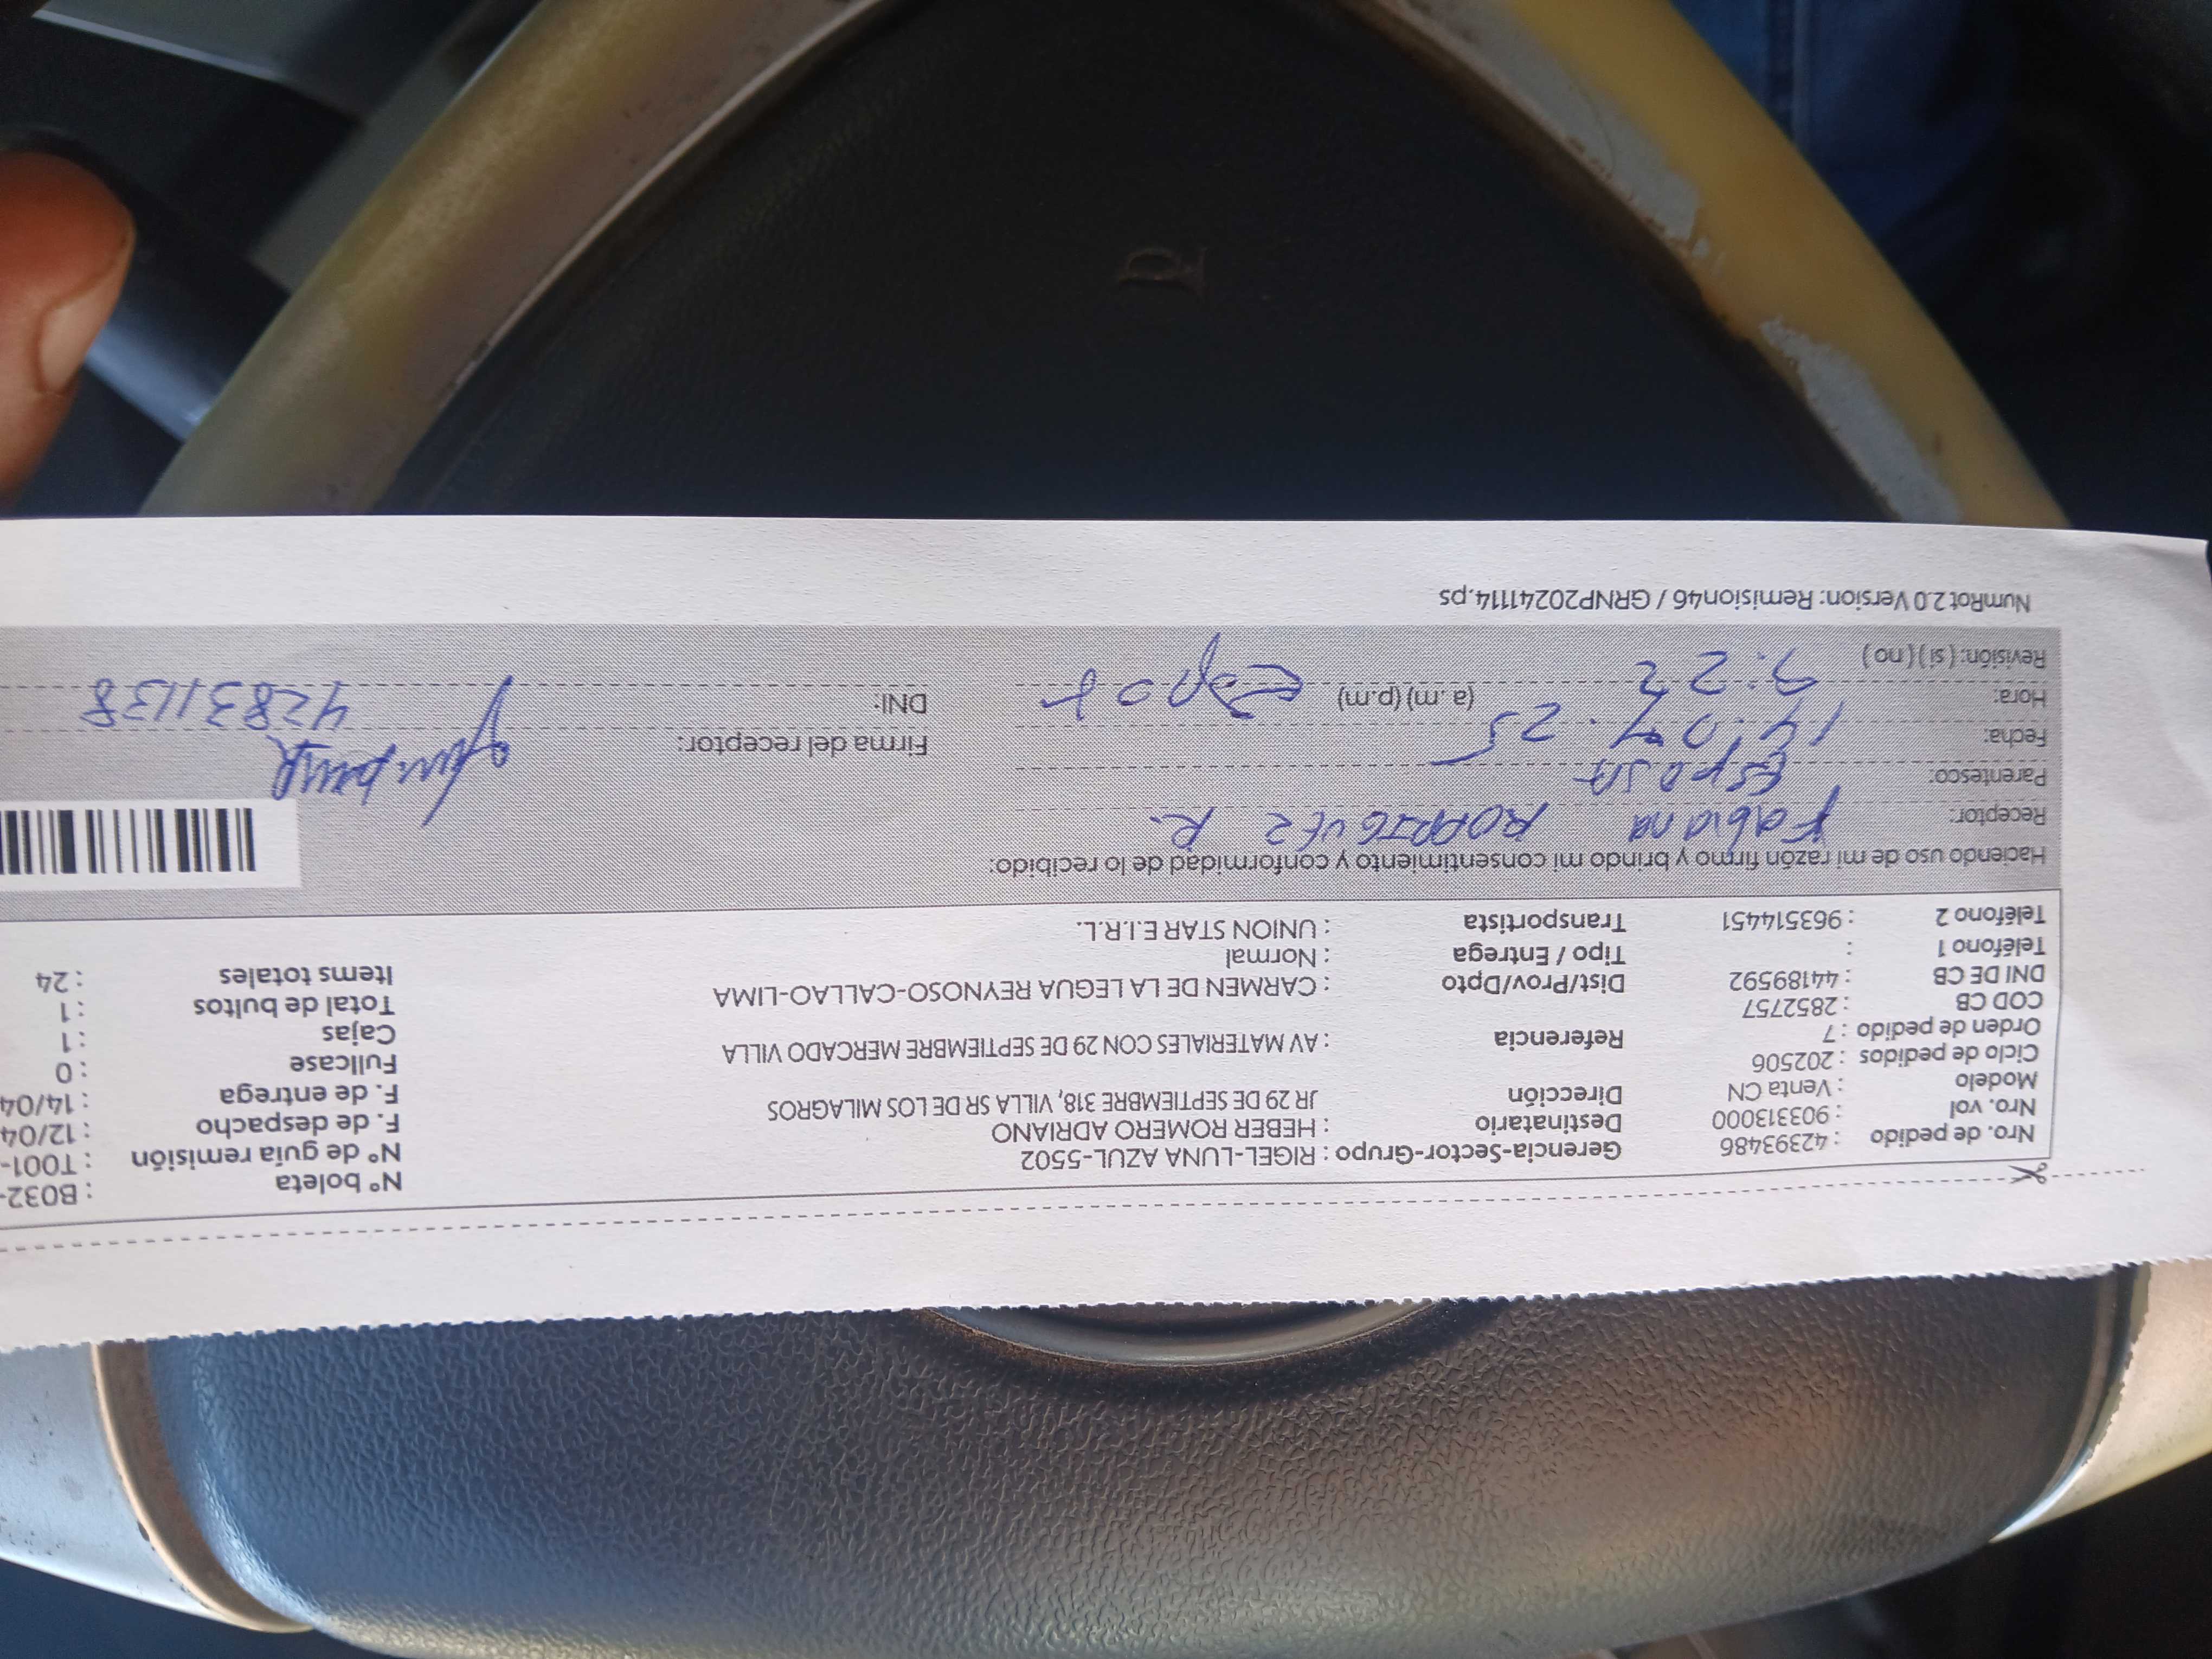 Nro. de pedido : 42393486 Gerencia-Sector-Grupo : RIGEL-LUNA AZUL-5502 N° boleta : B032-
Nro. vol : 903313000 Destinatario : HEBER ROMERO ADRIANO N° de guía remisión : T001-
Modelo : Venta CN Dirección JR 29 DE SEPTIEMBRE 318, VILLA SR DE LOS MILAGROS F. de despacho : 12/04
Ciclo de pedidos : 202506 F. de entrega : 14/04
Orden de pedido : 7 Referencia : AV MATERIALES CON 29 DE SEPTIEMBRE MERCADO VILLA Fullcase : 0
COD CB : 2852757 Cajas : 1
DNI DE CB : 44189592 Dist/Prov/Dpto : CARMEN DE LA LEGUA REYNOSO-CALLAO-LIMA Total de bultos : 1
Teléfono 1 : Tipo / Entrega : Normal Items totales : 24
Teléfono 2 : 963514451 Transportista : UNION STAR E.I.R.L.
Haciendo uso de mi razón firmo y brindo mi consentimiento y conformidad de lo recibido:
Receptor: Fabiana RODRIGUEZ R.
Parentesco: Esposa
Fecha: 14.04.25 Firma del receptor:
Hora: 9:22 (a.m) (p.m) DNI: 42831138
Revisión: ( si ) ( no )
NumRot 2.0 Version: Remision46 / GRNP20241114.ps